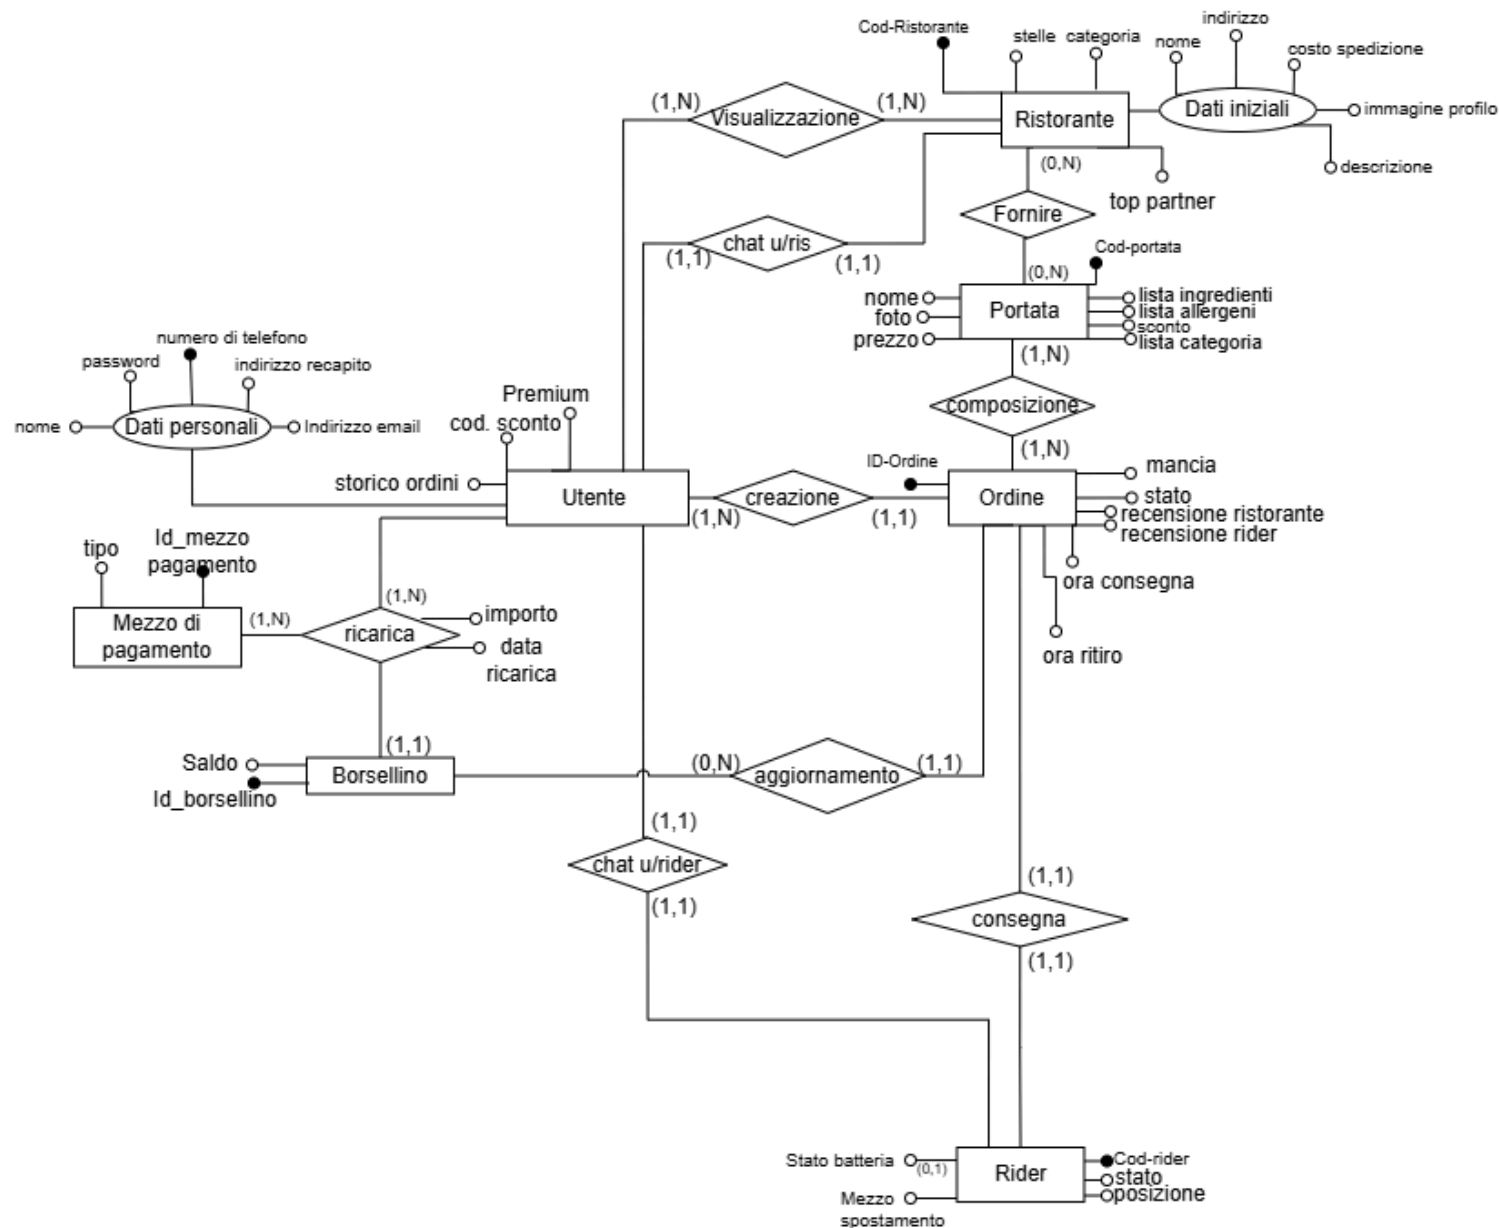 indirizzo
Cod-Ristorante
stelle
categoria
nome
costo spedizione
(1,N)
Visualizzazione
(1,N)
Ristorante
Dati iniziali
immagine profilo
(0,N)
descrizione
top partner
Fornire
chat u/ris
(1,1)
(1,1)
Cod-portata
(0,N)
nome
foto
prezzo
Portata
lista ingredienti
lista allergeni
sconto
lista categoria
(1,N)
numero di telefono
password
indirizzo recapito
nome
Dati personali
Indirizzo email
Premium
cod. sconto
storico ordini
composizione
(1,N)
ID-Ordine
Utente
(1,N)
creazione
(1,1)
Ordine
mancia
stato
recensione ristorante
recensione rider
ora consegna
ora ritiro
tipo
Id_mezzo
pagamento
Mezzo di
pagamento
(1,N)
(1,N)
ricarica
importo
data
ricarica
(1,1)
Saldo
Id_borsellino
Borsellino
(0,N)
aggiornamento
(1,1)
(1,1)
chat u/rider
(1,1)
(1,1)
consegna
(1,1)
Stato batteria
(0,1)
Mezzo
spostamento
Rider
Cod-rider
stato
posizione